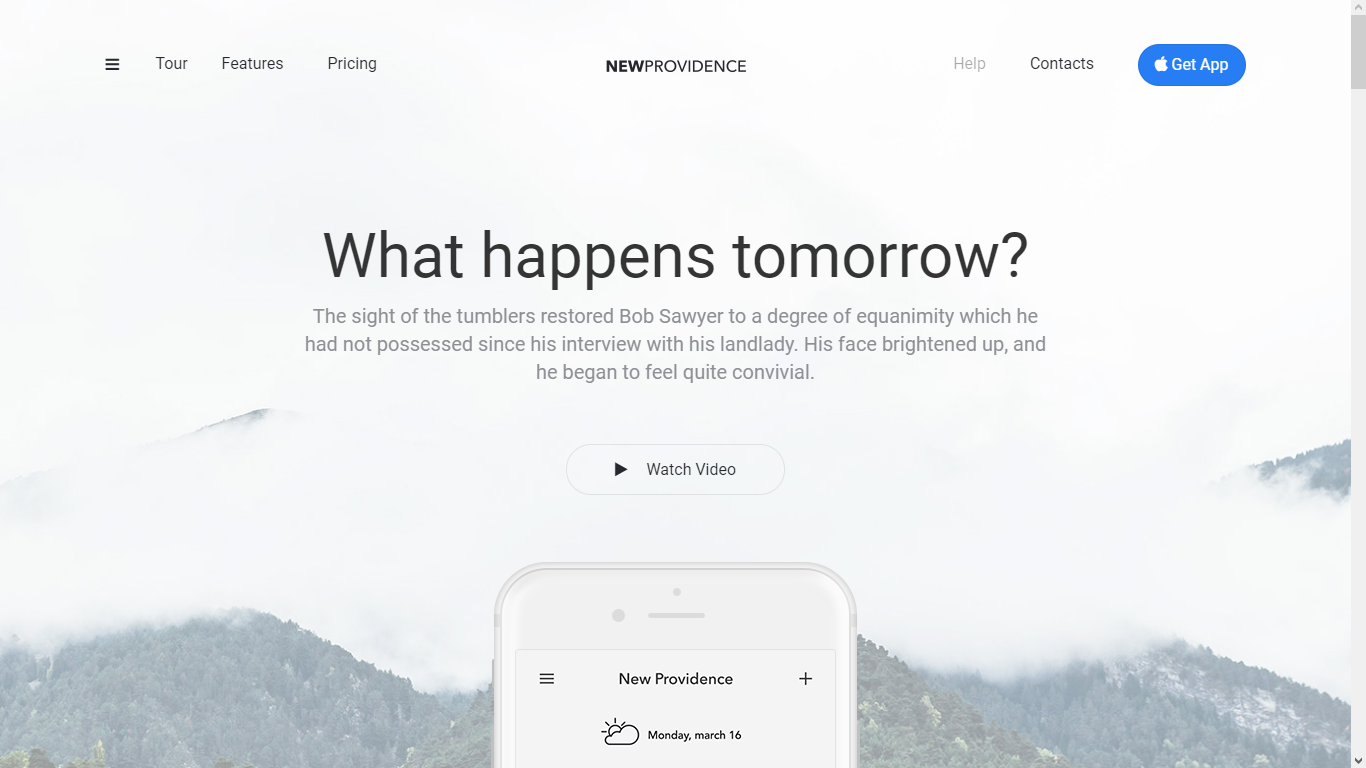 Tour Features Pricing NEWPROVIDENCE Help Contacts Get App
What happens tomorrow?
The sight of the tumblers restored Bob Sawyer to a degree of equanimity which he
had not possessed since his interview with his landlady. His face brightened up, and
he began to feel quite convivial.
Watch Video
New Providence
Monday, march 16